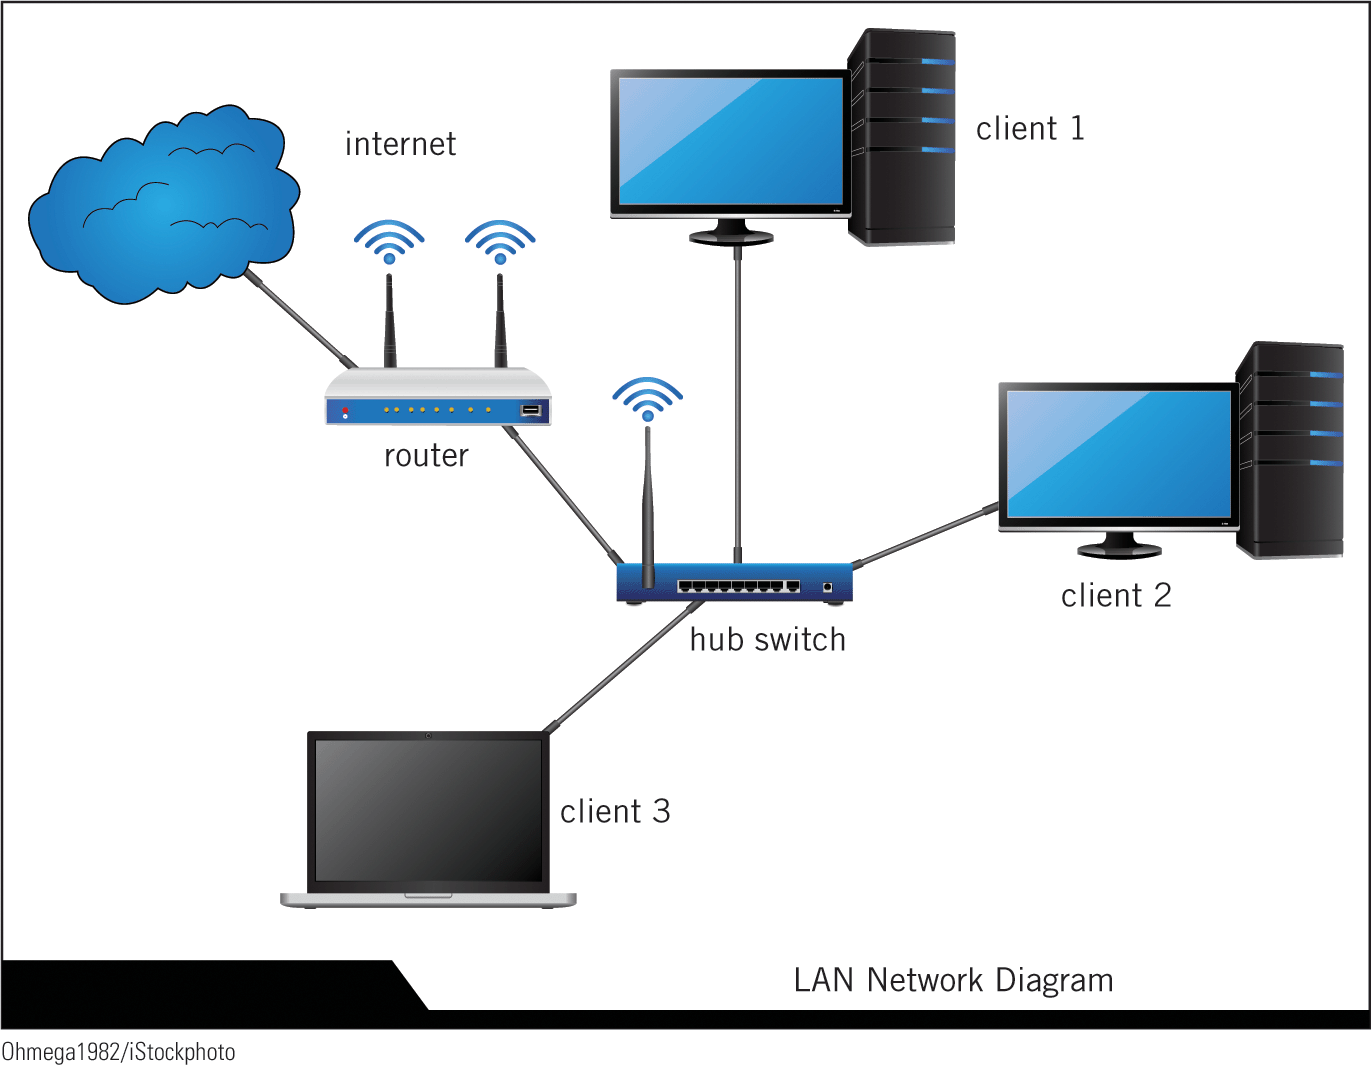 internet
client 1
router
client 2
hub switch
client 3
LAN Network Diagram
Ohmega1982/iStockphoto